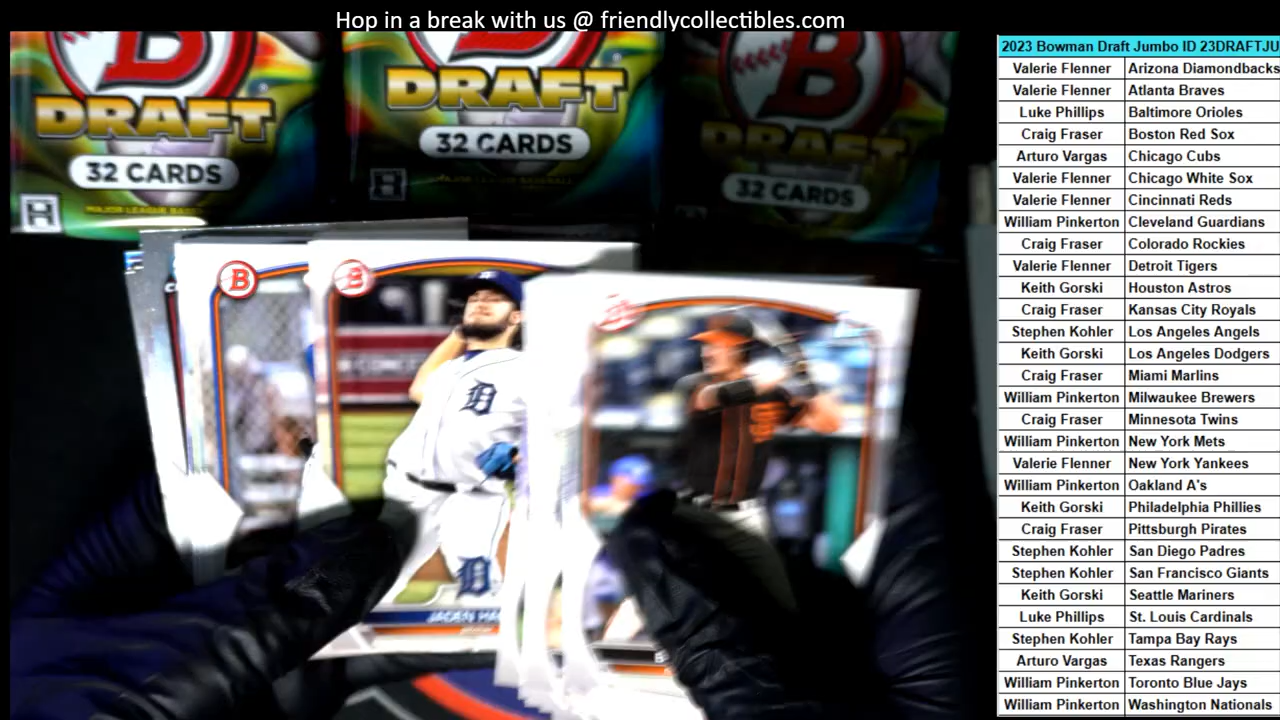 Hop in a break with us @ friendlycollectibles.com
B
DRAFT
32 CARDS
H
MAJOR LEAGUE BASE
B
DRAFT
32 CARDS
H
MAJOR LEAGUE BASEBALL
B
DRAFT
32 CARDS
B
B
D
D
JADEN HA
2023 Bowman Draft Jumbo ID 23DRAFTJU
Valerie Flenner Arizona Diamondbacks
Valerie Flenner Atlanta Braves
Luke Phillips Baltimore Orioles
Craig Fraser Boston Red Sox
Arturo Vargas Chicago Cubs
Valerie Flenner Chicago White Sox
Valerie Flenner Cincinnati Reds
William Pinkerton Cleveland Guardians
Craig Fraser Colorado Rockies
Valerie Flenner Detroit Tigers
Keith Gorski Houston Astros
Craig Fraser Kansas City Royals
Stephen Kohler Los Angeles Angels
Keith Gorski Los Angeles Dodgers
Craig Fraser Miami Marlins
William Pinkerton Milwaukee Brewers
Craig Fraser Minnesota Twins
William Pinkerton New York Mets
Valerie Flenner New York Yankees
William Pinkerton Oakland A's
Keith Gorski Philadelphia Phillies
Craig Fraser Pittsburgh Pirates
Stephen Kohler San Diego Padres
Stephen Kohler San Francisco Giants
Keith Gorski Seattle Mariners
Luke Phillips St. Louis Cardinals
Stephen Kohler Tampa Bay Rays
Arturo Vargas Texas Rangers
William Pinkerton Toronto Blue Jays
William Pinkerton Washington Nationals